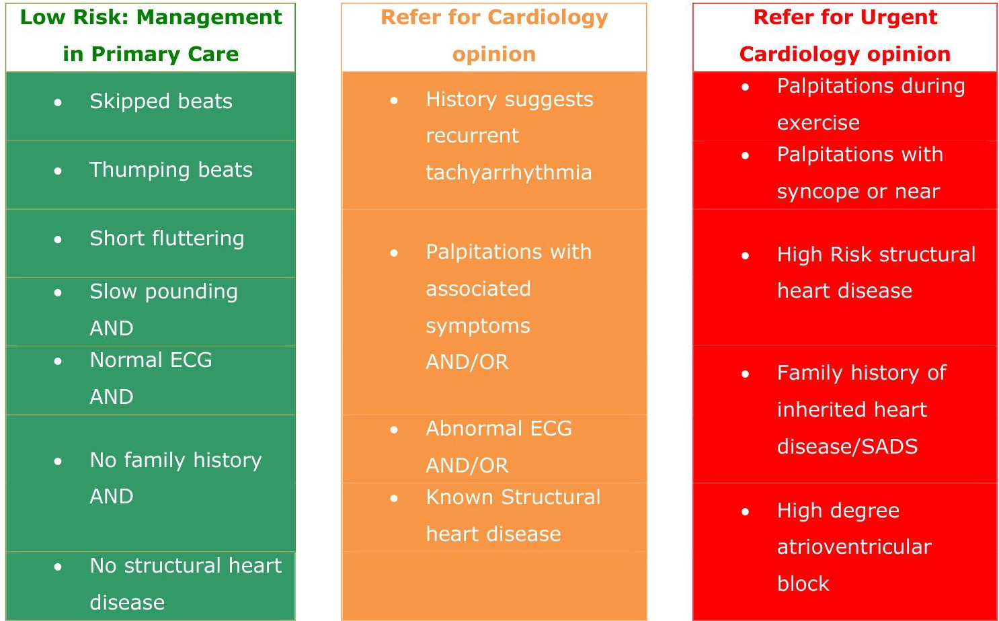 Low Risk: Management
in Primary Care
• Skipped beats
• Thumping beats
• Short fluttering
• Slow pounding
AND
• Normal ECG
AND
• No family history
AND
• No structural heart
disease
Refer for Cardiology
opinion
• History suggests
recurrent
tachyarrhythmia
• Palpitations with
associated
symptoms
AND/OR
• Abnormal ECG
AND/OR
• Known Structural
heart disease
Refer for Urgent
Cardiology opinion
• Palpitations during
exercise
• Palpitations with
syncope or near
• High Risk structural
heart disease
• Family history of
inherited heart
disease/SADS
• High degree
atrioventricular
block